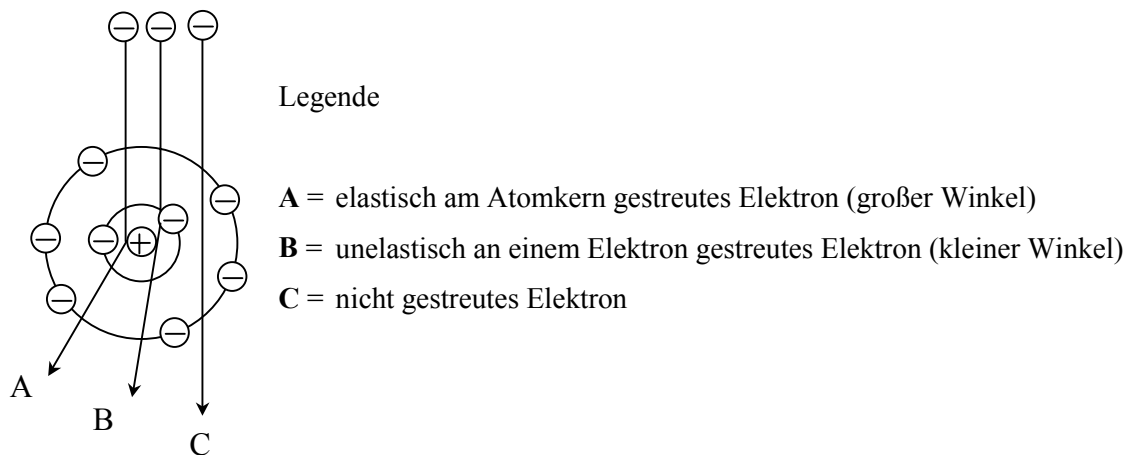 Legende
A = elastisch am Atomkern gestreutes Elektron (großer Winkel)
B = unelastisch an einem Elektron gestreutes Elektron (kleiner Winkel)
C = nicht gestreutes Elektron
A
B
C